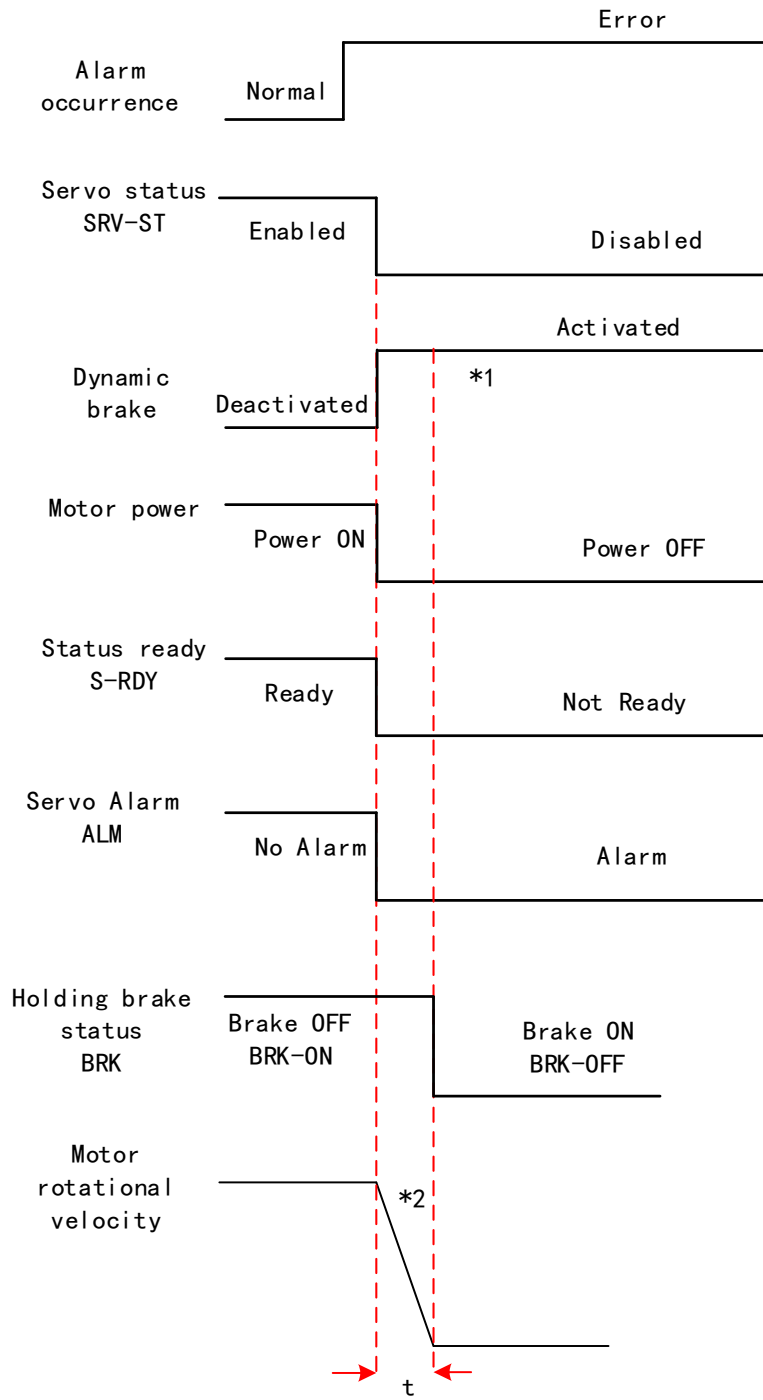 Error
Alarm
occurrence
Normal
Servo status
SRV-ST
Enabled
Disabled
Activated
Dynamic
brake
Deactivated
*1
Motor power
Power ON
Power OFF
Status ready
S-RDY
Ready
Not Ready
Servo Alarm
ALM
No Alarm
Alarm
Holding brake
status
BRK
Brake OFF
BRK-ON
Brake ON
BRK-OFF
Motor
rotational
velocity
*2
t